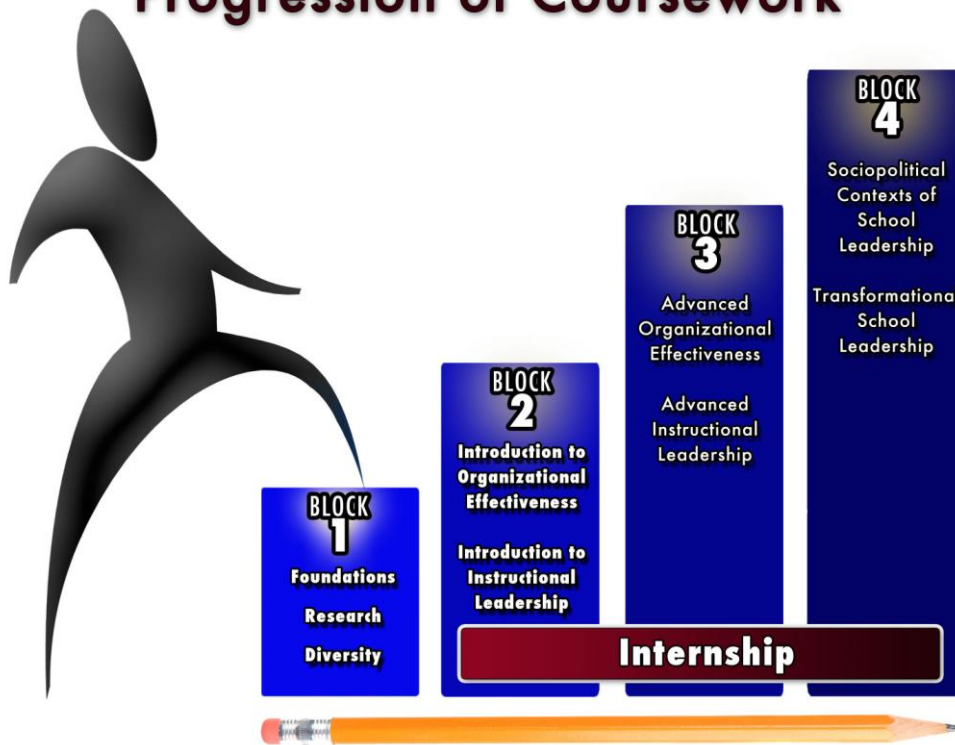 Progression of Coursework
BLOCK
1
Foundations
Research
Diversity
BLOCK
2
Introduction to
Organizational
Effectiveness
Introduction to
Instructional
Leadership
BLOCK
3
Advanced
Organizational
Effectiveness
Advanced
Instructional
Leadership
BLOCK
4
Sociopolitical
Contexts of
School
Leadership
Transformationa
School
Leadership
Internship